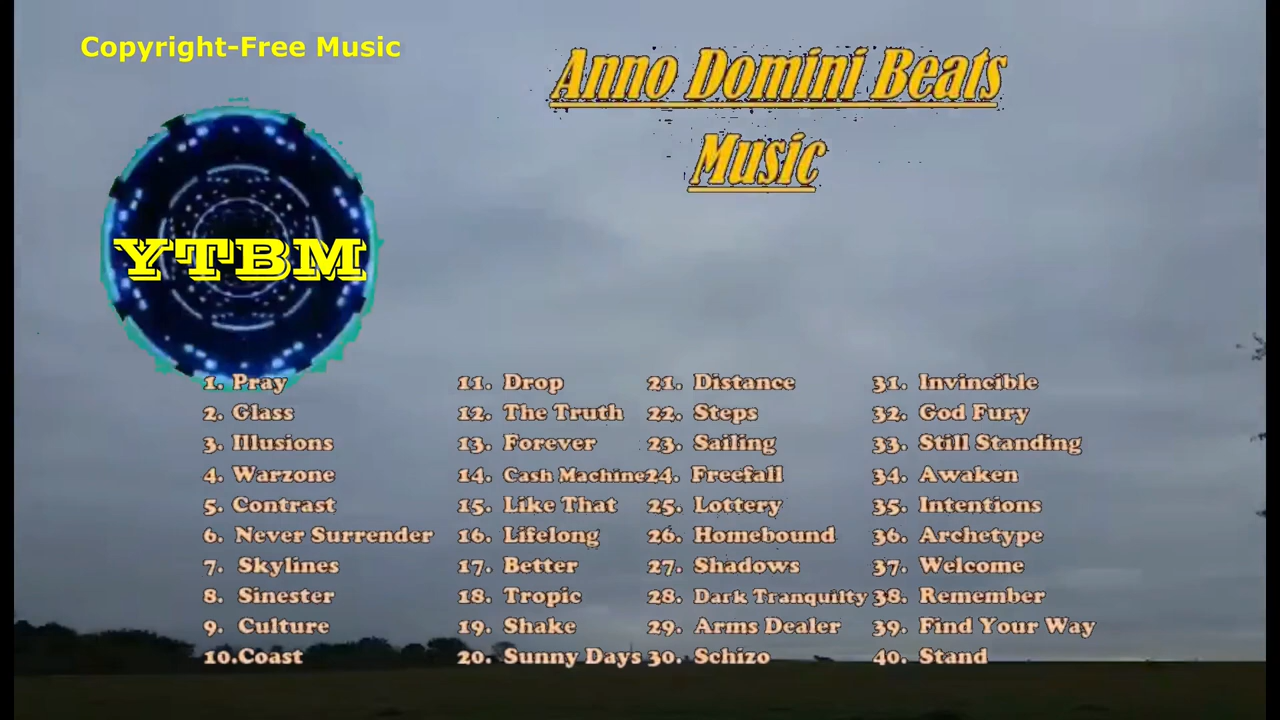 Copyright-Free Music
Anno Domini Beats
Music
YTBM
1. Pray
2. Glass
3. Illusions
4. Warzone
5. Contrast
6. Never Surrender
7. Skylines
8. Sinester
9. Culture
10.Coast
11. Drop
12. The Truth
13. Forever
14. Cash Machine
15. Like That
16. Lifelong
17. Better
18. Tropic
19. Shake
20. Sunny Days
21. Distance
22. Steps
23. Sailing
24. Freefall
25. Lottery
26. Homebound
27. Shadows
28. Dark Tranquilty
29. Arms Dealer
30. Schizo
31. Invincible
32. God Fury
33. Still Standing
34. Awaken
35. Intentions
36. Archetype
37. Welcome
38. Remember
39. Find Your Way
40. Stand